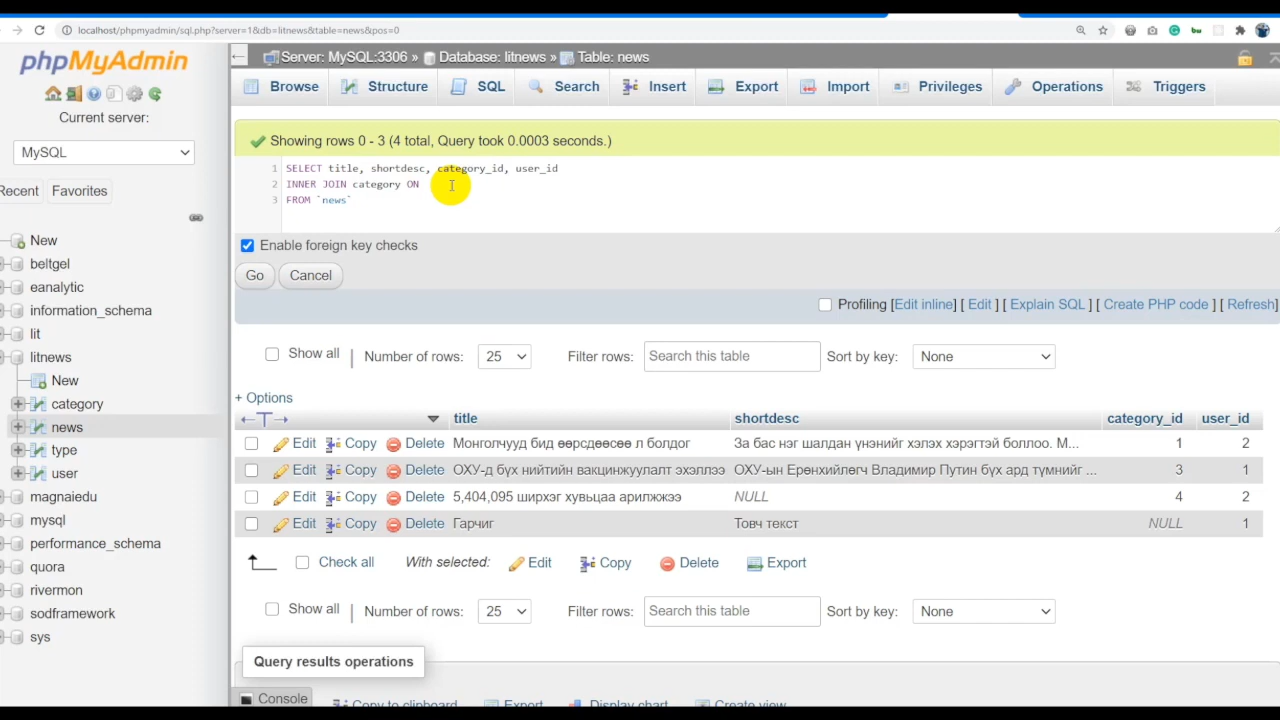 localhost/phpmyadmin/sql.php?server=1&db=litnews&table=news&pos=0
phpMyAdmin
Current server:
MySQL
Recent Favorites
New
beltgel
eanalytic
information_schema
lit
litnews
New
category
news
type
user
magnaiedu
mysql
performance_schema
quora
rivermon
sodframework
sys
Server: MySQL:3306 » Database: litnews » Table: news
Browse Structure SQL Search Insert Export Import Privileges Operations Triggers
Showing rows 0 - 3 (4 total, Query took 0.0003 seconds.)
1 SELECT title, shortdesc, category_id, user_id
2 INNER JOIN category ON
3 FROM `news`
Enable foreign key checks
Go Cancel
Profiling [Edit inline] [ Edit ] [ Explain SQL ] [ Create PHP code ] [ Refresh]
Show all | Number of rows: 25 Filter rows: Search this table Sort by key: None
+ Options
←T→ title shortdesc category_id user_id
Edit Copy Delete Монголчууд бид өөрсдөөсөө л болдог За бас нэг шалдан үнэнийг хэлэх хэрэгтэй боллоо. М... 1 2
Edit Copy Delete ОХУ-д бүх нийтийн вакцинжуулалт эхэллээ ОХУ-ын Ерөнхийлөгч Владимир Путин бүх ард түмнийг ... 3 1
Edit Copy Delete 5,404,095 ширхэг хувьцаа арилжжээ NULL 4 2
Edit Copy Delete Гарчиг Товч текст NULL 1
Check all With selected: Edit Copy Delete Export
Show all | Number of rows: 25 Filter rows: Search this table Sort by key: None
Query results operations
Console Copy to clipboard Export Display chart Create view